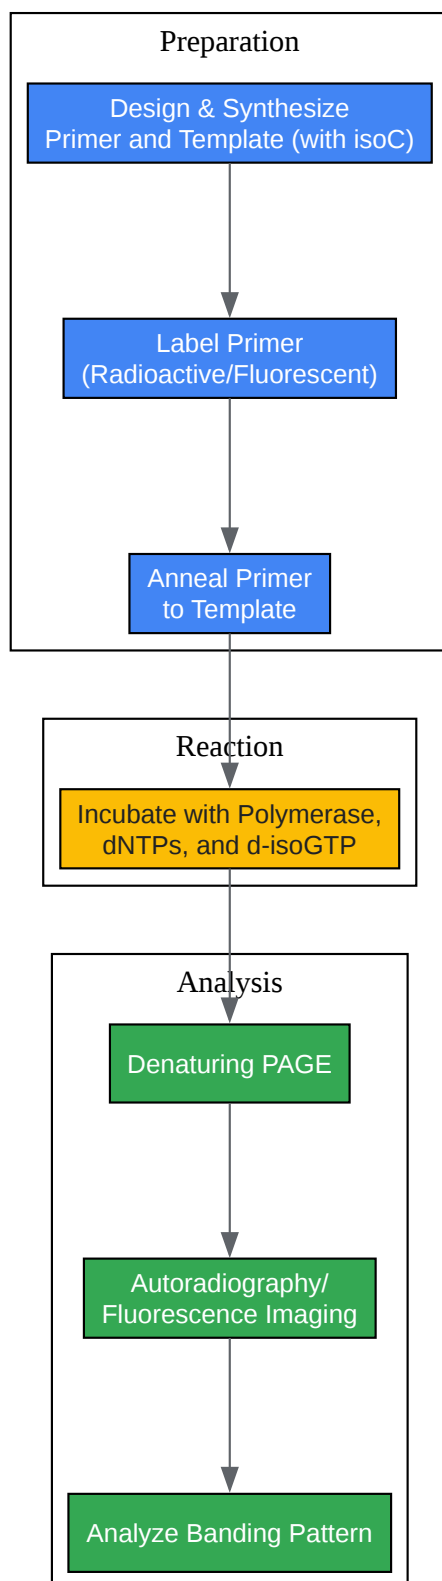 Preparation
Design & Synthesize
Primer and Template (with isoC)
Label Primer
(Radioactive/Fluorescent)
Anneal Primer
to Template
Reaction
Incubate with Polymerase,
dNTPs, and d-isoGTP
Analysis
Denaturing PAGE
Autoradiography/
Fluorescence Imaging
Analyze Banding Pattern